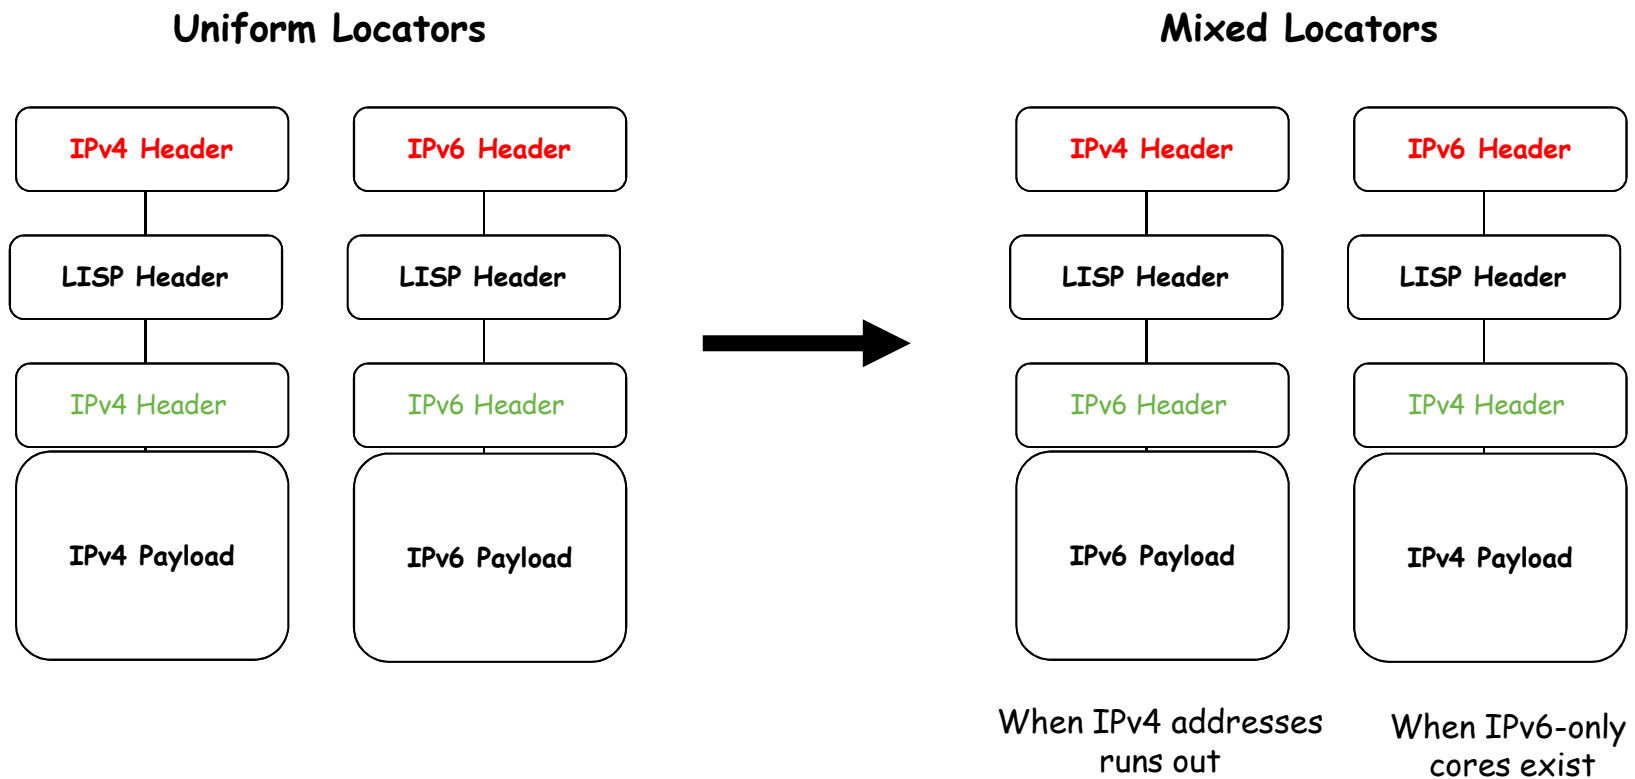 Uniform Locators
Mixed Locators
IPv4 Header
IPv6 Header
IPv4 Header
IPv6 Header
LISP Header
LISP Header
LISP Header
LISP Header
IPv4 Header
IPv6 Header
IPv6 Header
IPv4 Header
IPv4 Payload
IPv6 Payload
IPv6 Payload
IPv4 Payload
When IPv4 addresses
runs out
When IPv6-only
cores exist